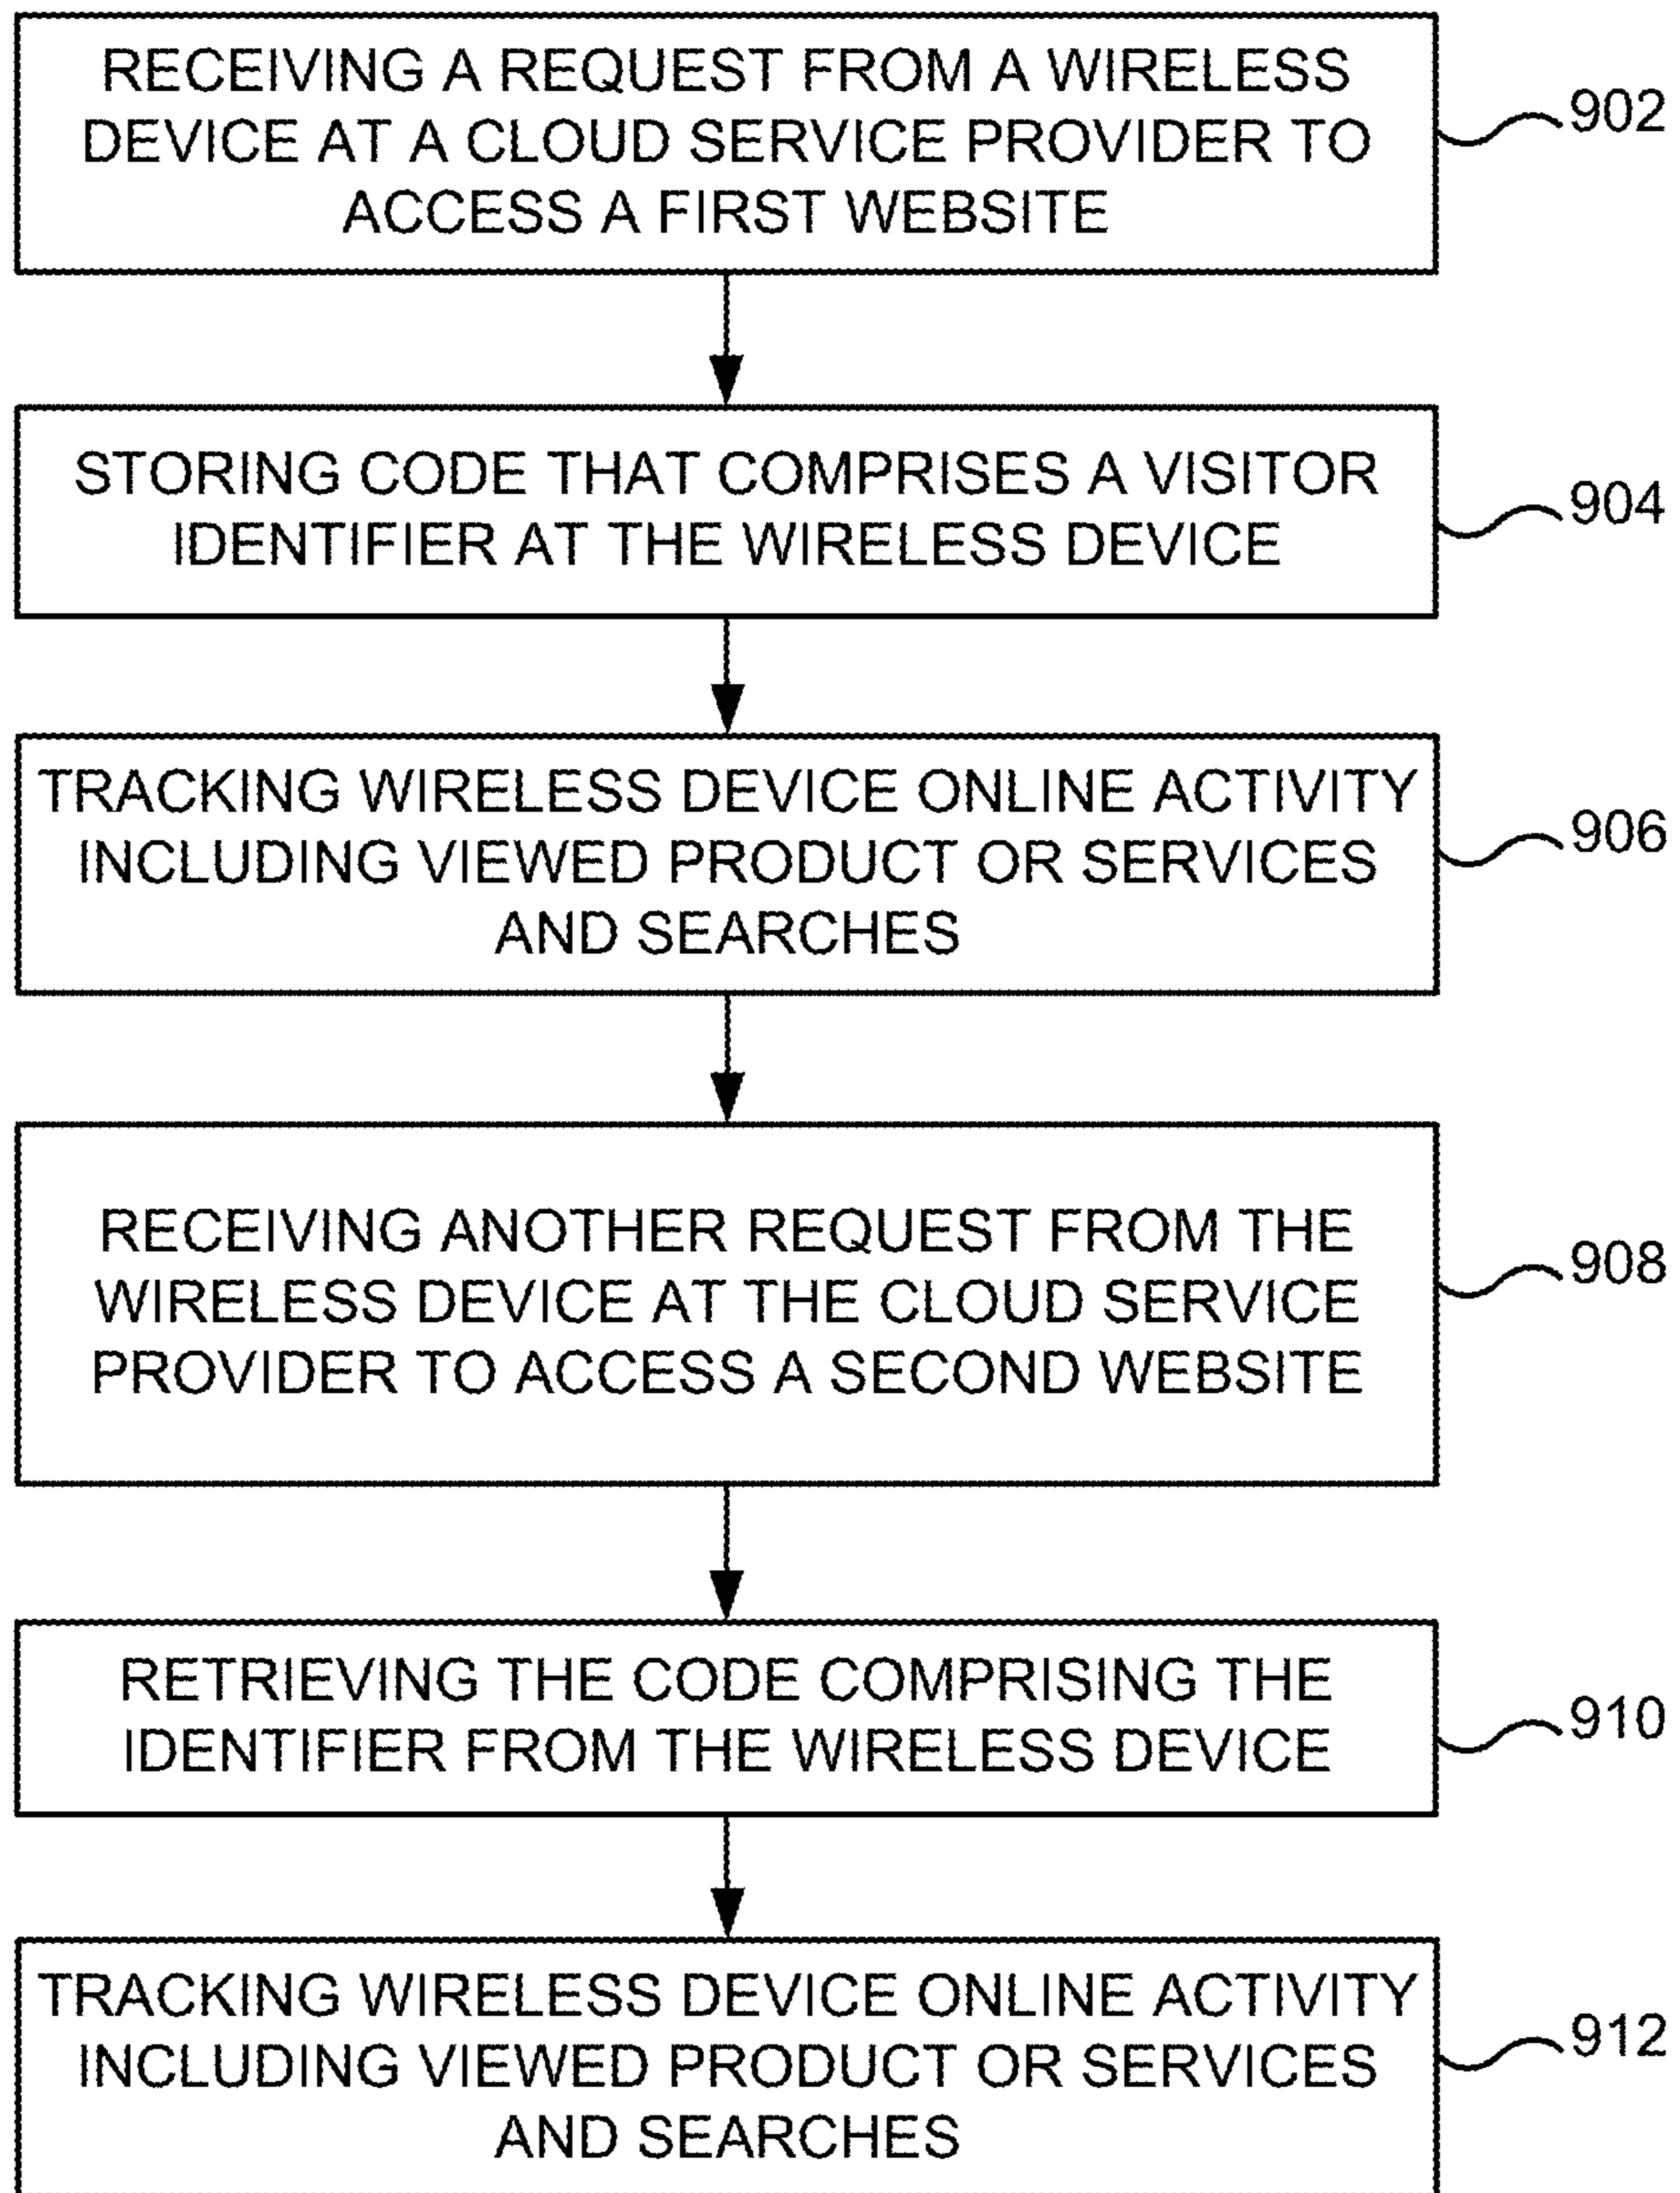 RECEIVING A REQUEST FROM A WIRELESS
DEVICE AT A CLOUD SERVICE PROVIDER TO
ACCESS A FIRST WEBSITE
902
STORING CODE THAT COMPRISES A VISITOR
IDENTIFIER AT THE WIRELESS DEVICE
904
TRACKING WIRELESS DEVICE ONLINE ACTIVITY
INCLUDING VIEWED PRODUCT OR SERVICES
AND SEARCHES
906
RECEIVING ANOTHER REQUEST FROM THE
WIRELESS DEVICE AT THE CLOUD SERVICE
PROVIDER TO ACCESS A SECOND WEBSITE
908
RETRIEVING THE CODE COMPRISING THE
IDENTIFIER FROM THE WIRELESS DEVICE
910
TRACKING WIRELESS DEVICE ONLINE ACTIVITY
INCLUDING VIEWED PRODUCT OR SERVICES
AND SEARCHES
912